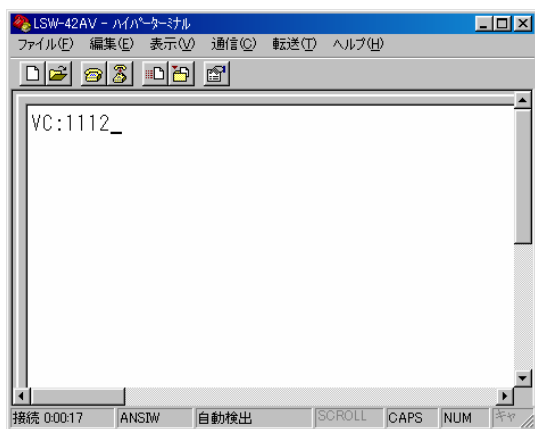 LSW-42AV - ﾊｲﾊﾟｰﾀｰﾐﾅﾙ
ファイル(F) 編集(E) 表示(V) 通信(C) 転送(T) ヘルプ(H)
VC:1112_
接続 0:00:17 ANSIW 自動検出 SCROLL CAPS NUM キャ